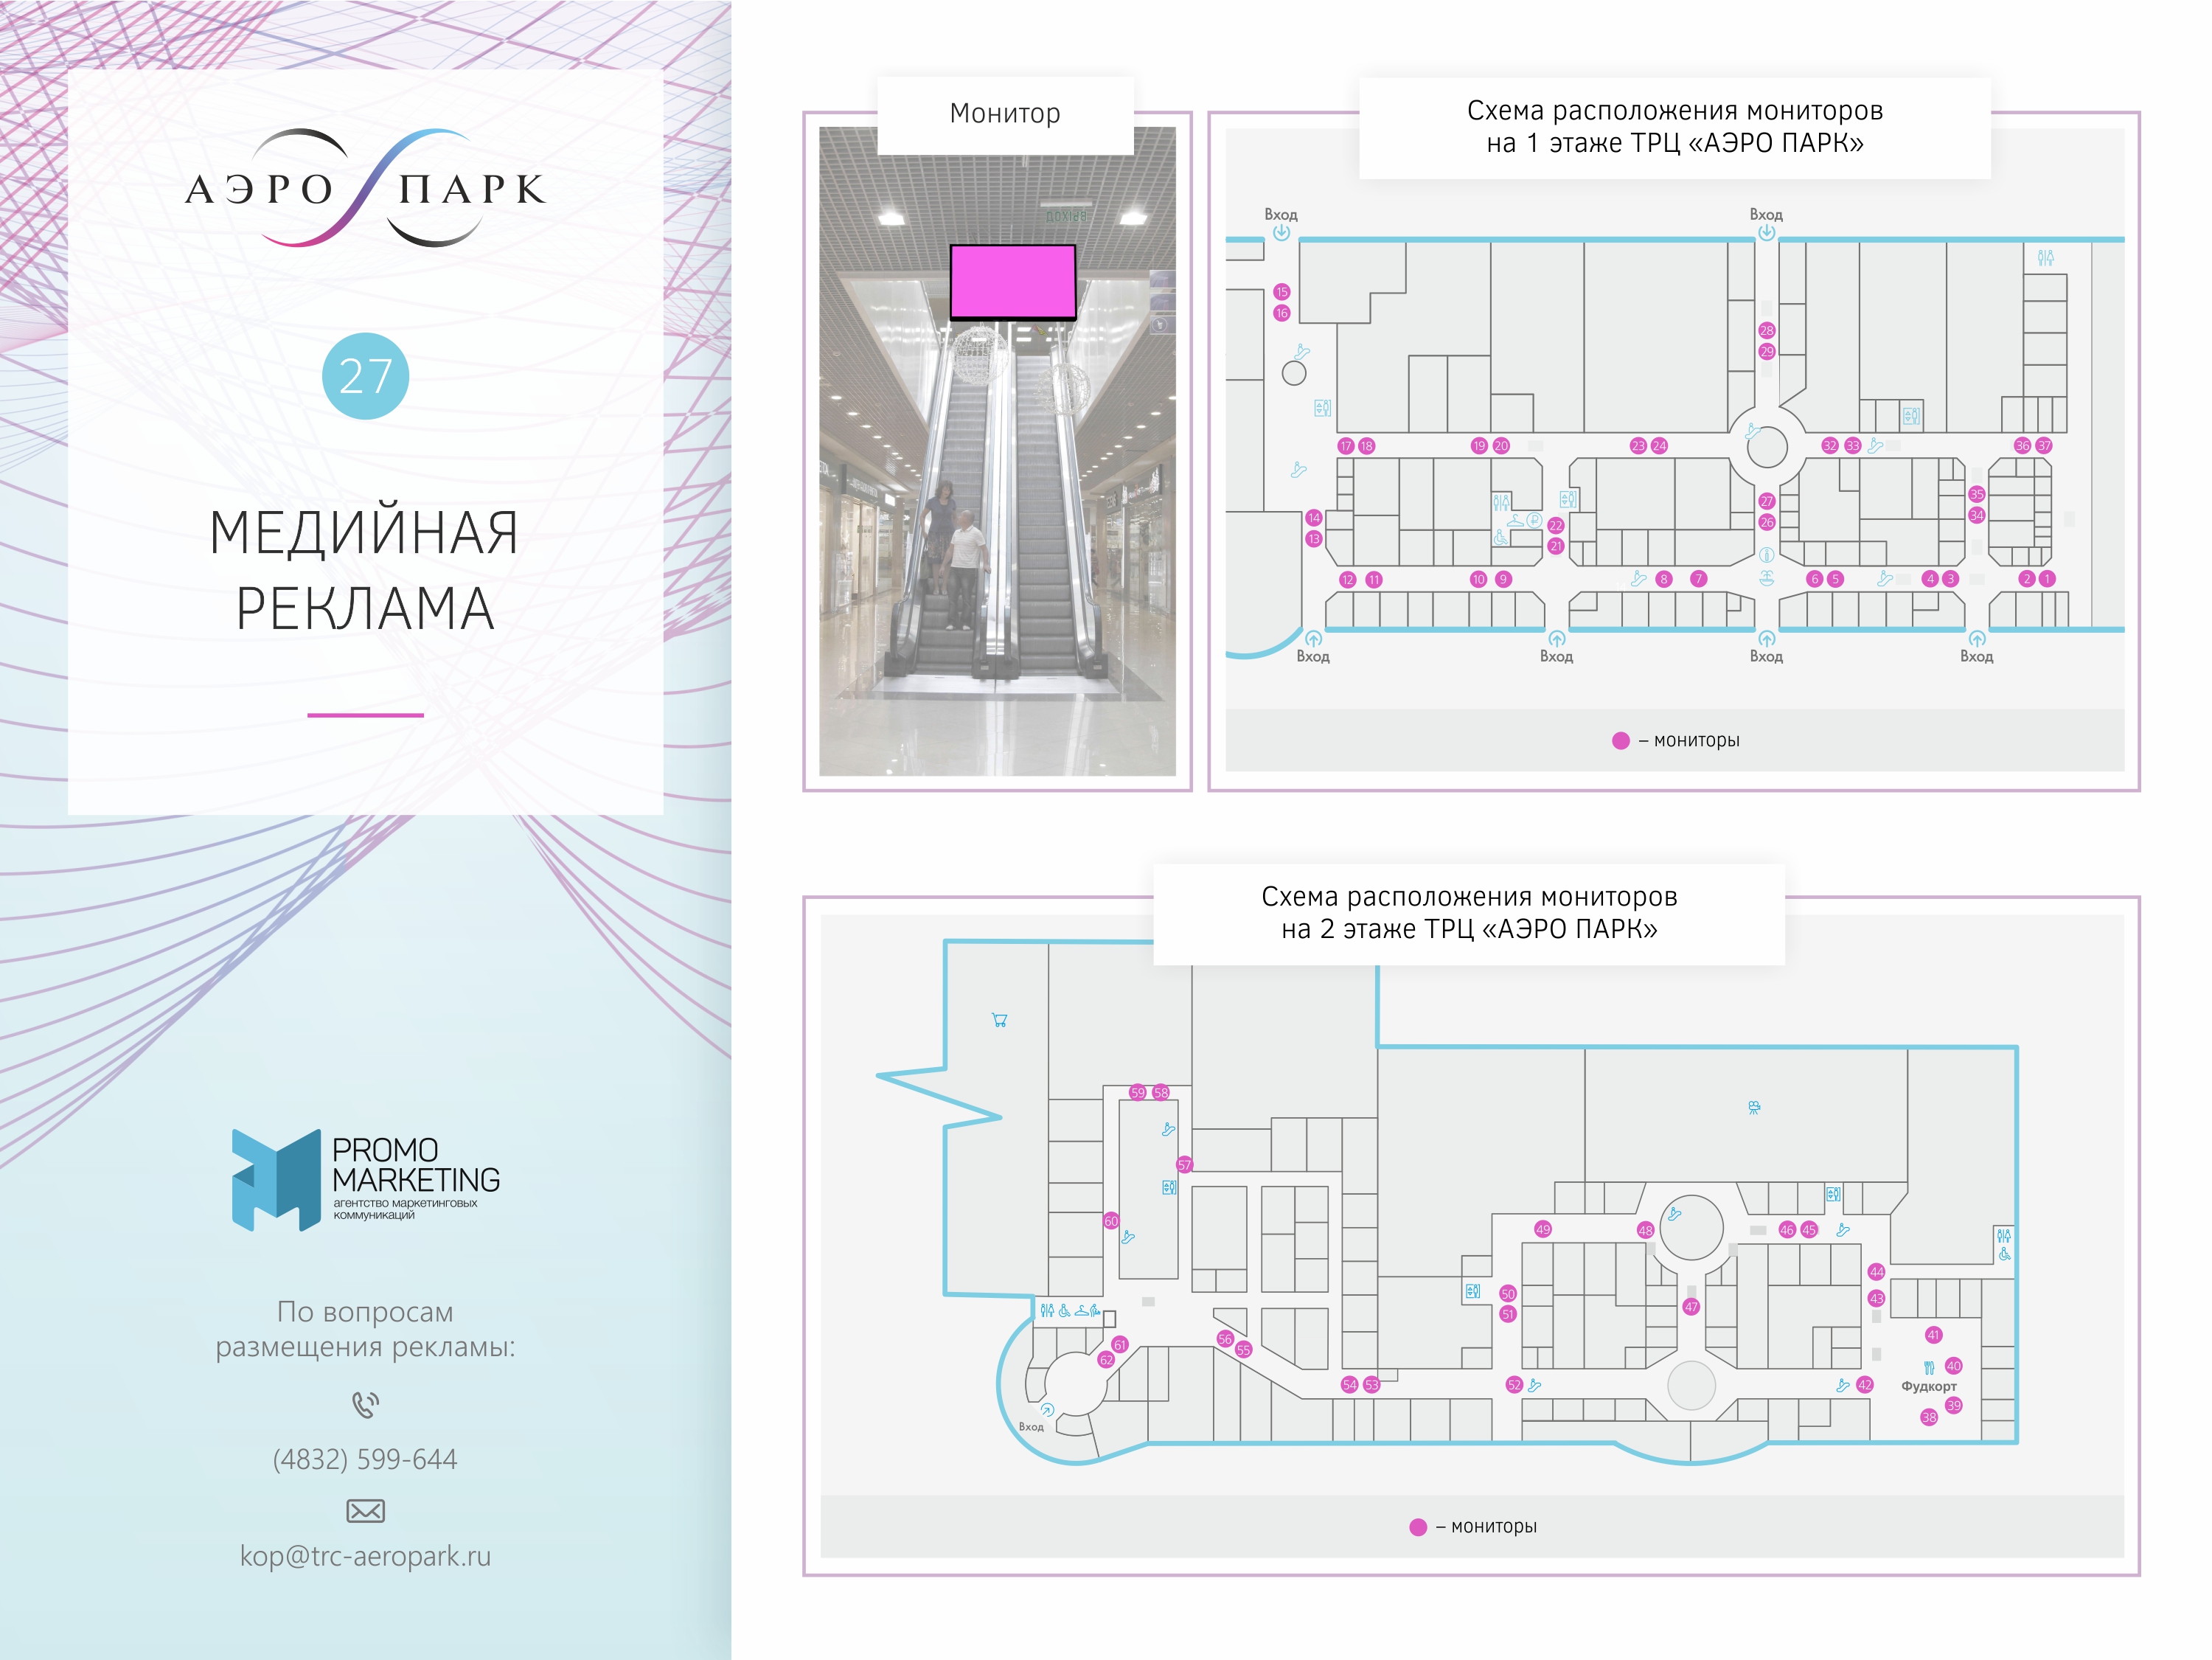 АЭРО ПАРК
27
МЕДИЙНАЯ
РЕКЛАМА
PROMO
MARKETING
агентство маркетинговых
коммуникаций
По вопросам
размещения рекламы:
(4832) 599-644
kop@trc-aeropark.ru
Монитор
Схема расположения мониторов
на 1 этаже ТРЦ «АЭРО ПАРК»
Вход Вход
15
16
28
29
17 18 19 20 23 24 32 33 36 37
27
26
35
34
14
13
22
21
12 11 10 9 8 7 6 5 4 3 2 1
Вход Вход Вход Вход
– мониторы
Схема расположения мониторов
на 2 этаже ТРЦ «АЭРО ПАРК»
59 58
57
60
49 48 46 45
44
43
50
51
47
41
61
62
56
55
40
54 53 52 42
Фудкорт
39
38
Вход
– мониторы